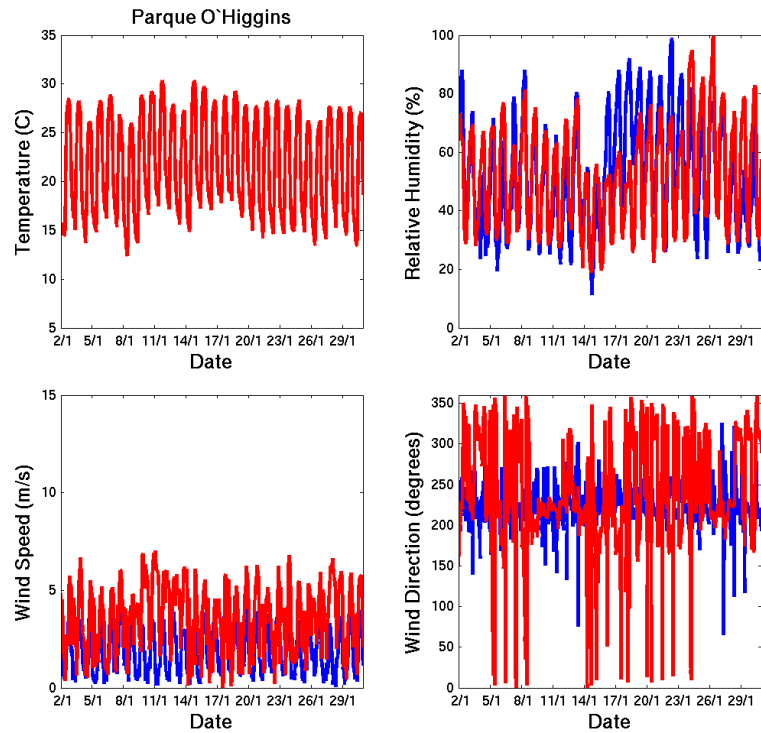 Parque O`Higgins
35
30
25
20
15
10
5
Temperature (C)
2/1 5/1 8/1 11/1 14/1 17/1 20/1 23/1 26/1 29/1
Date
100
80
60
40
20
0
Relative Humidity (%)
2/1 5/1 8/1 11/1 14/1 17/1 20/1 23/1 26/1 29/1
Date
15
10
5
0
Wind Speed (m/s)
2/1 5/1 8/1 11/1 14/1 17/1 20/1 23/1 26/1 29/1
Date
350
300
250
200
150
100
50
0
Wind Direction (degrees)
2/1 5/1 8/1 11/1 14/1 17/1 20/1 23/1 26/1 29/1
Date